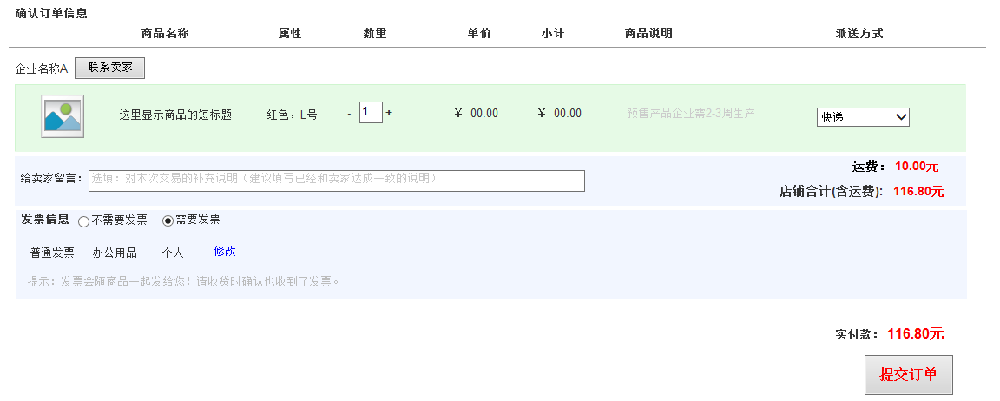 确认订单信息
商品名称 属性 数量 单价 小计 商品说明 派送方式
企业名称A 联系卖家
这里显示商品的短标题 红色，L号 - 1 + ¥ 00.00 ¥ 00.00 预售产品企业需2-3周生产 快递
运费： 10.00元
给卖家留言： 选填：对本次交易的补充说明（建议填写已经和卖家达成一致的说明）
店铺合计(含运费): 116.80元
发票信息 不需要发票 需要发票
普通发票 办公用品 个人 修改
提示：发票会随商品一起发给您！请收货时确认也收到了发票。
实付款： 116.80元
提交订单